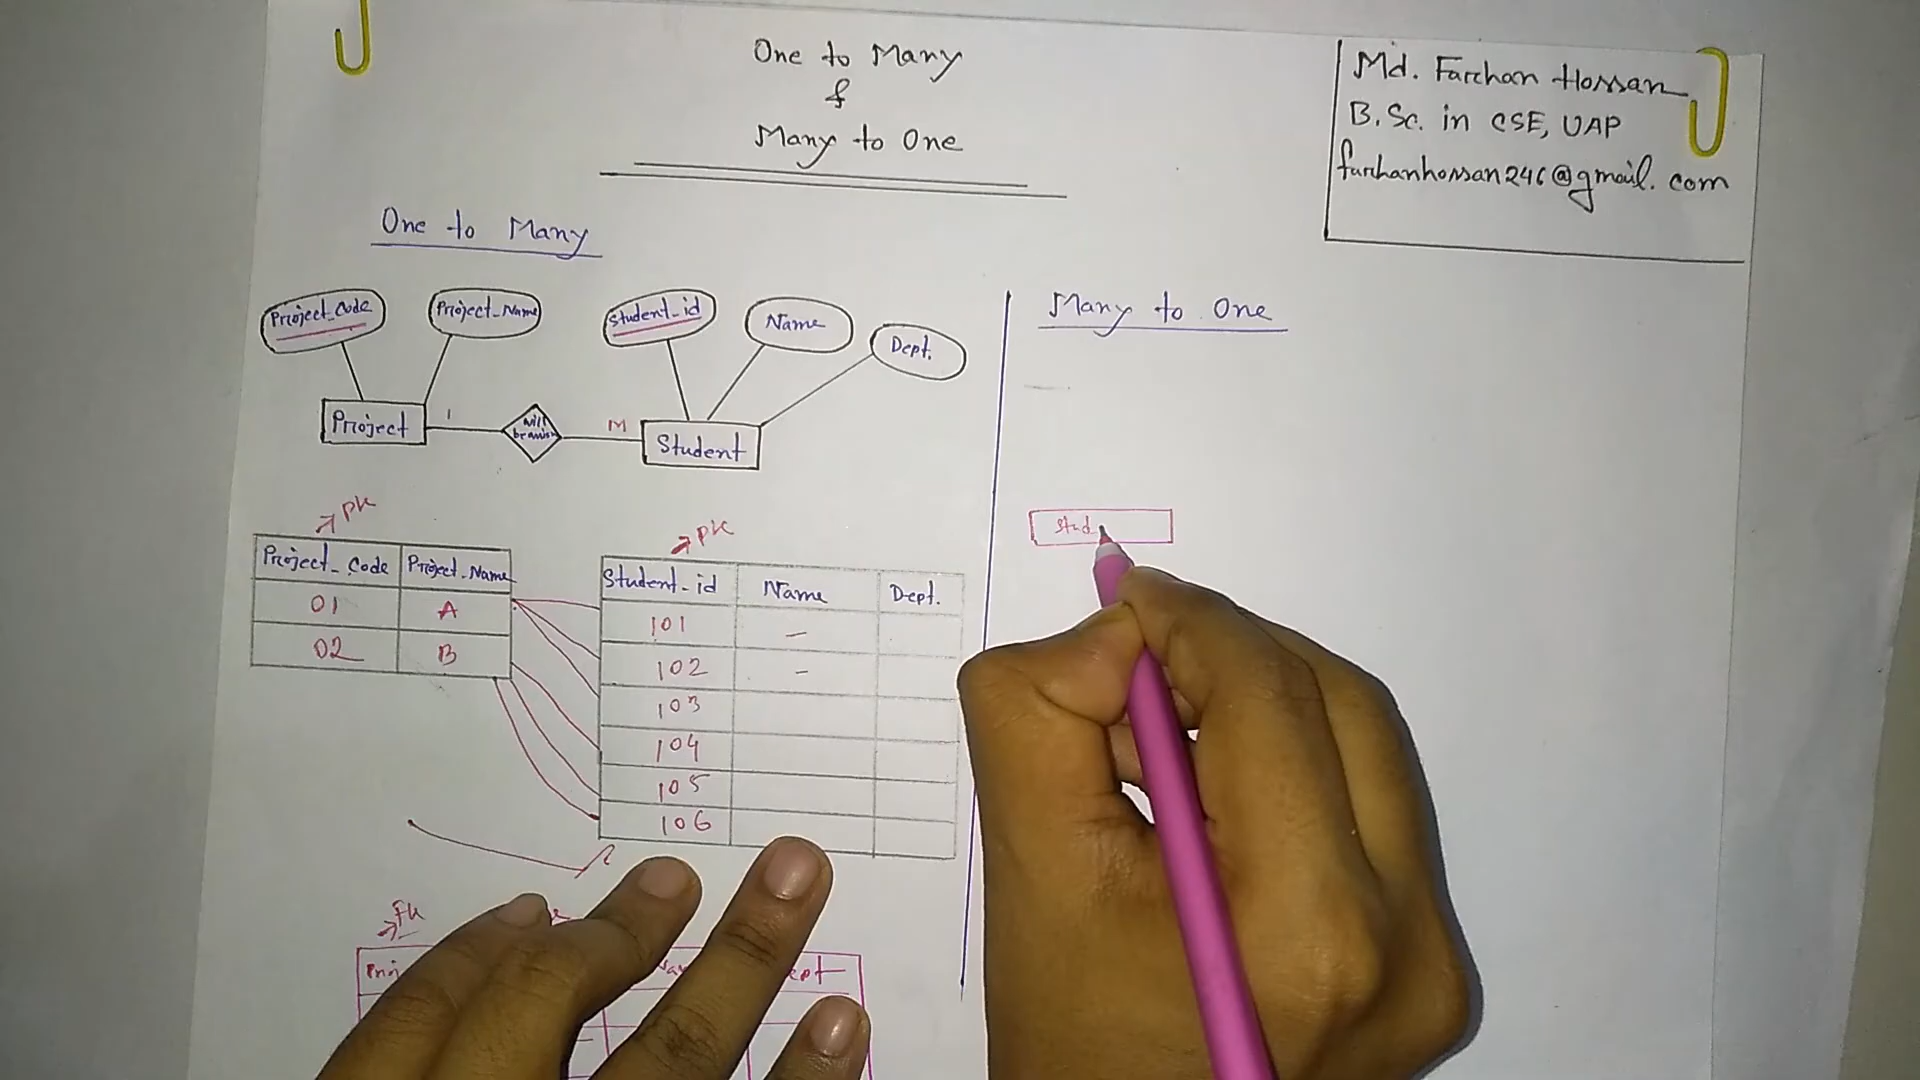 One to Many
&
Many to One
Md. Farhan Hossan
B.Sc. in CSE, UAP
farhanhossan246@gmail.com
One to Many
Project_Code
Project_Name
Student_id
Name
Dept.
Project
1
will
M
Student
PK
Project_Code Project_Name
01 A
02 B
PK
Student_id Name Dept.
101 —
102 —
103
104
105
106
FK
Many to One
Stud